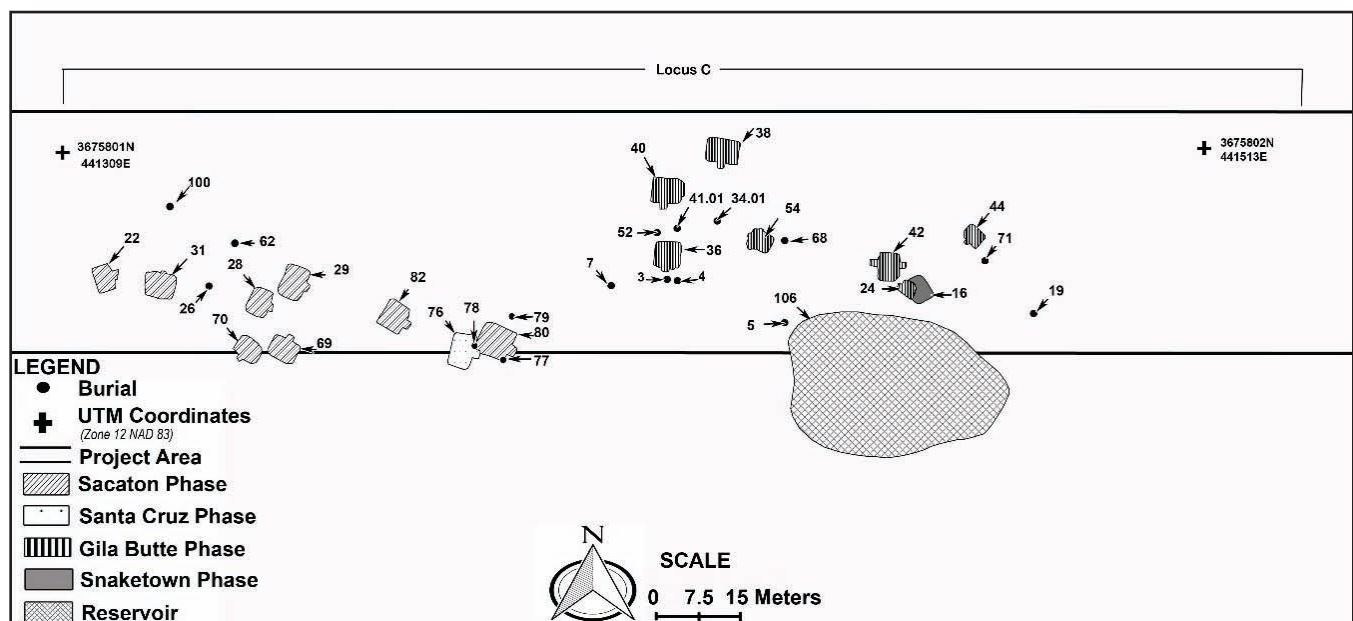 Locus C
3675801N
441309E
3675802N
441513E
38
40
100
41.01
34.01
54
44
22
31
62
52
36
68
42
71
28
29
7
3
4
82
24
16
19
26
70
76
78
79
106
5
69
80
77
LEGEND
Burial
UTM Coordinates
(Zone 12 NAD 83)
Project Area
Sacaton Phase
Santa Cruz Phase
Gila Butte Phase
Snaketown Phase
Reservoir
N
SCALE
0 7.5 15 Meters